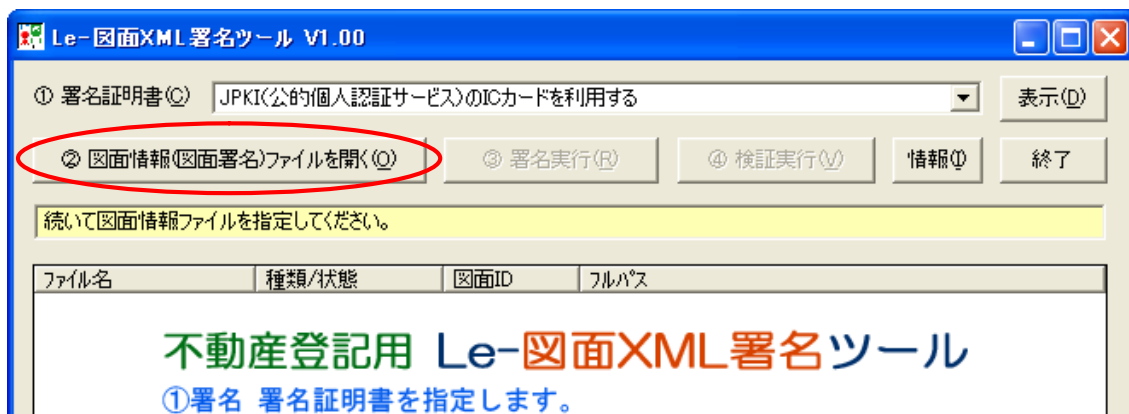 Le-図面XML署名ツール V1.00
① 署名証明書(C) JPKI(公的個人認証サービス)のICカードを利用する 表示(D)
② 図面情報(図面署名)ファイルを開く(O) ③ 署名実行(R) ④ 検証実行(V) 情報(I) 終了
続いて図面情報ファイルを指定してください。
ファイル名 種類/状態 図面ID フルパス
不動産登記用 Le-図面XML署名ツール
①署名 署名証明書を指定します。